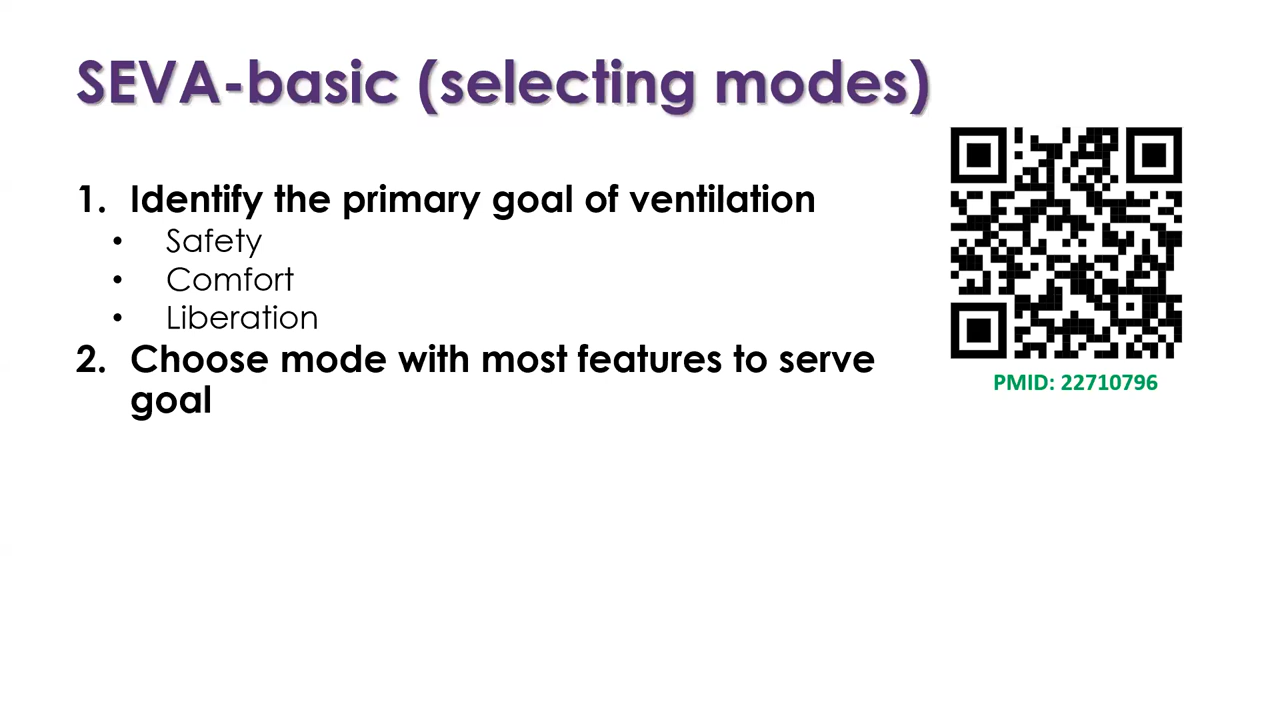 SEVA-basic (selecting modes)
1. Identify the primary goal of ventilation
• Safety
• Comfort
• Liberation
2. Choose mode with most features to serve
goal
PMID: 22710796